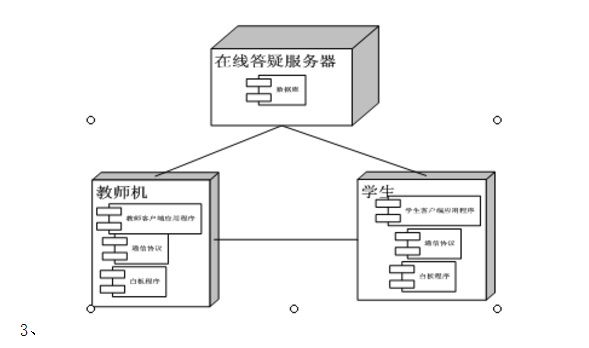 在线答疑服务器
数据库
教师机
教师客户端应用程序
通信协议
白板程序
学生
学生客户端应用程序
通信协议
白板程序
3、